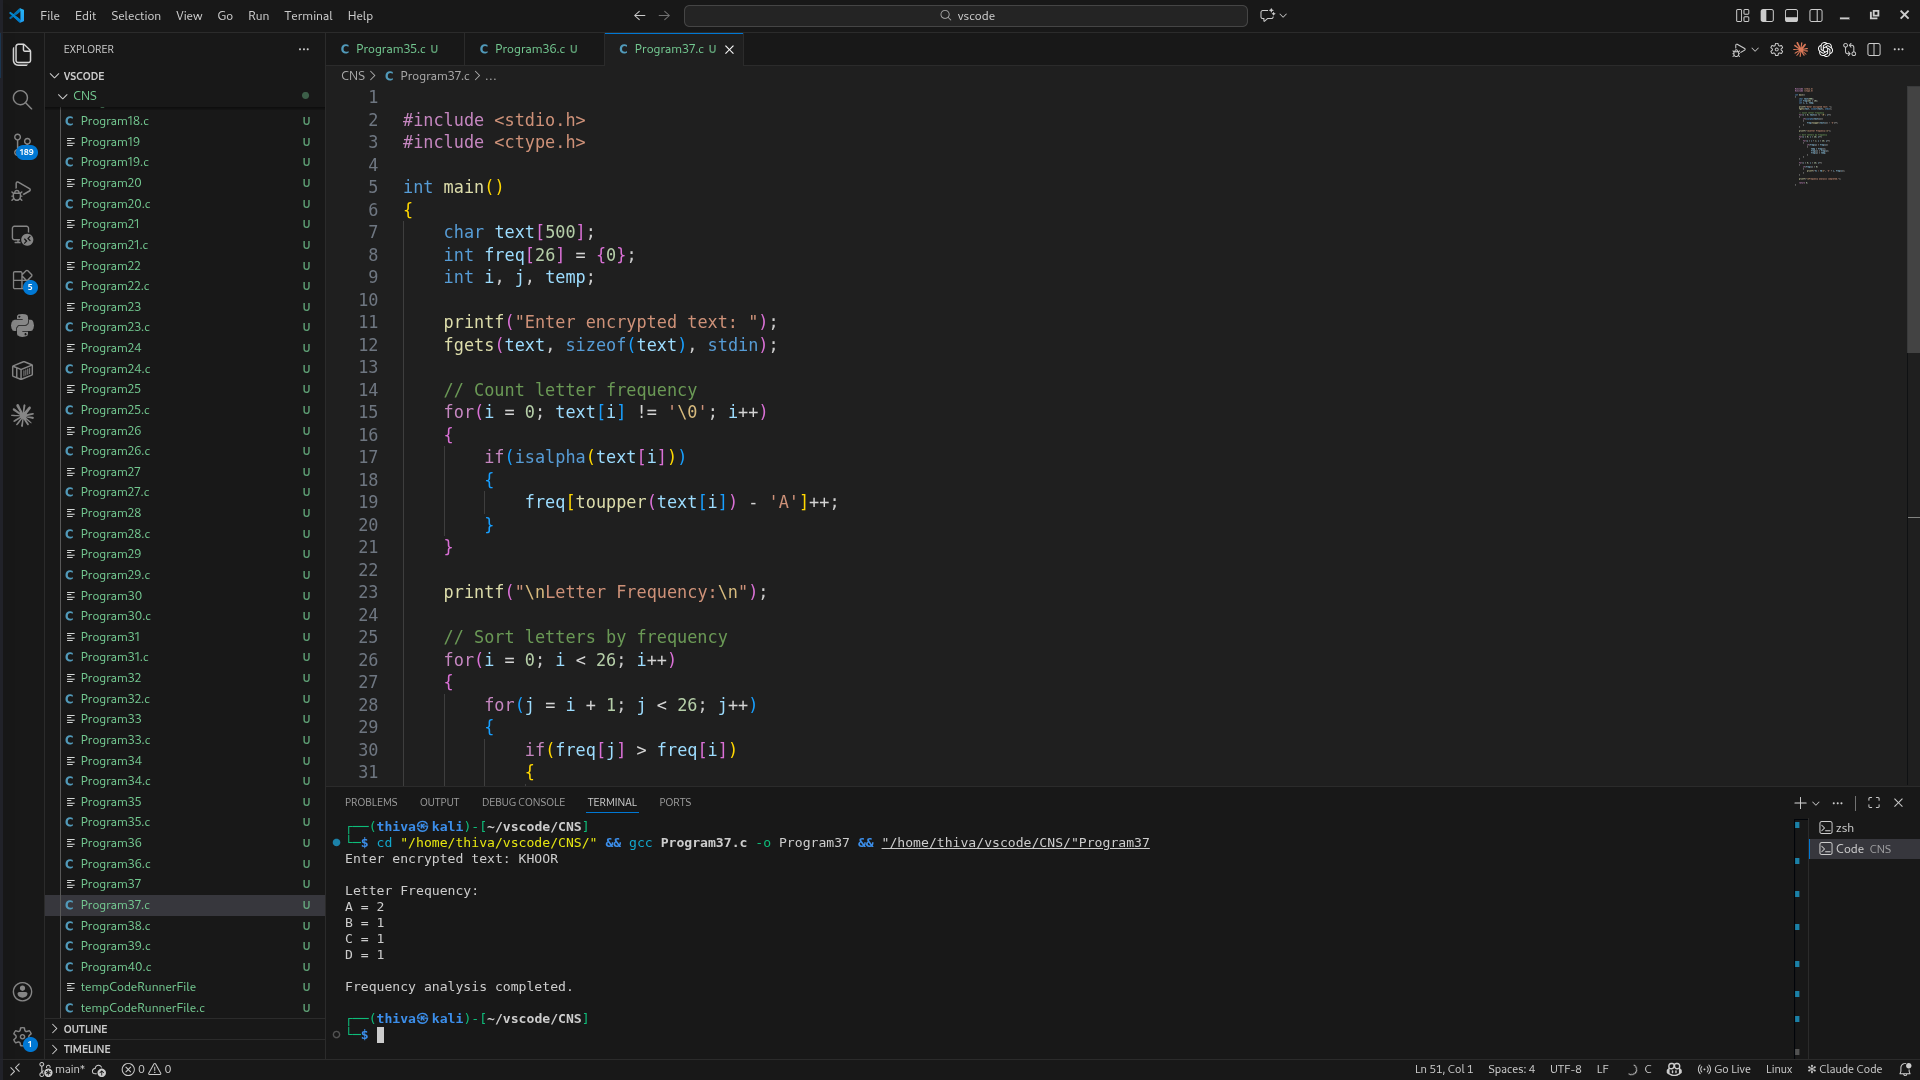 File Edit Selection View Go Run Terminal Help
vscode
EXPLORER
Program35.c U
Program36.c U
Program37.c U
VSCODE
CNS
CNS > Program37.c > ...
Program18.c U
Program19 U
Program19.c U
Program20 U
Program20.c U
Program21 U
Program21.c U
Program22 U
Program22.c U
Program23 U
Program23.c U
Program24 U
Program24.c U
Program25 U
Program25.c U
Program26 U
Program26.c U
Program27 U
Program27.c U
Program28 U
Program28.c U
Program29 U
Program29.c U
Program30 U
Program30.c U
Program31 U
Program31.c U
Program32 U
Program32.c U
Program33 U
Program33.c U
Program34 U
Program34.c U
Program35 U
Program35.c U
Program36 U
Program36.c U
Program37 U
Program37.c U
Program38.c U
Program39.c U
Program40.c U
tempCodeRunnerFile U
tempCodeRunnerFile.c U
OUTLINE
TIMELINE
189
5
1
1
2 #include <stdio.h>
3 #include <ctype.h>
4
5 int main()
6 {
7 char text[500];
8 int freq[26] = {0};
9 int i, j, temp;
10
11 printf("Enter encrypted text: ");
12 fgets(text, sizeof(text), stdin);
13
14 // Count letter frequency
15 for(i = 0; text[i] != '\0'; i++)
16 {
17 if(isalpha(text[i]))
18 {
19 freq[toupper(text[i]) - 'A']++;
20 }
21 }
22
23 printf("\nLetter Frequency:\n");
24
25 // Sort letters by frequency
26 for(i = 0; i < 26; i++)
27 {
28 for(j = i + 1; j < 26; j++)
29 {
30 if(freq[j] > freq[i])
31 {
PROBLEMS OUTPUT DEBUG CONSOLE TERMINAL PORTS
┌──(thiva㉿kali)-[~/vscode/CNS]
└─$ cd "/home/thiva/vscode/CNS/" && gcc Program37.c -o Program37 && "/home/thiva/vscode/CNS/"Program37
Enter encrypted text: KHOOR
Letter Frequency:
A = 2
B = 1
C = 1
D = 1
Frequency analysis completed.
┌──(thiva㉿kali)-[~/vscode/CNS]
└─$
zsh
Code CNS
main* 0 0 Ln 51, Col 1 Spaces: 4 UTF-8 LF C Go Live Linux Claude Code